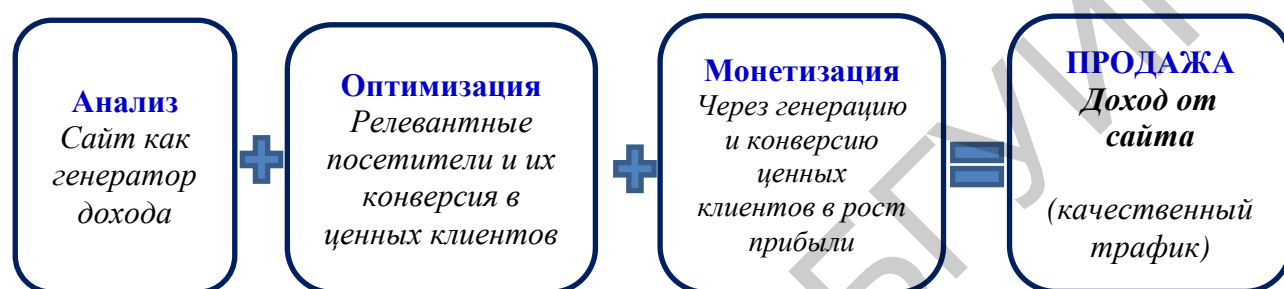 Анализ
Сайт как
генератор
дохода
Оптимизация
Релевантные
посетители и их
конверсия в
ценных клиентов
Монетизация
Через генерацию
и конверсию
ценных
клиентов в рост
прибыли
ПРОДАЖА
Доход от
сайта
(качественный
трафик)